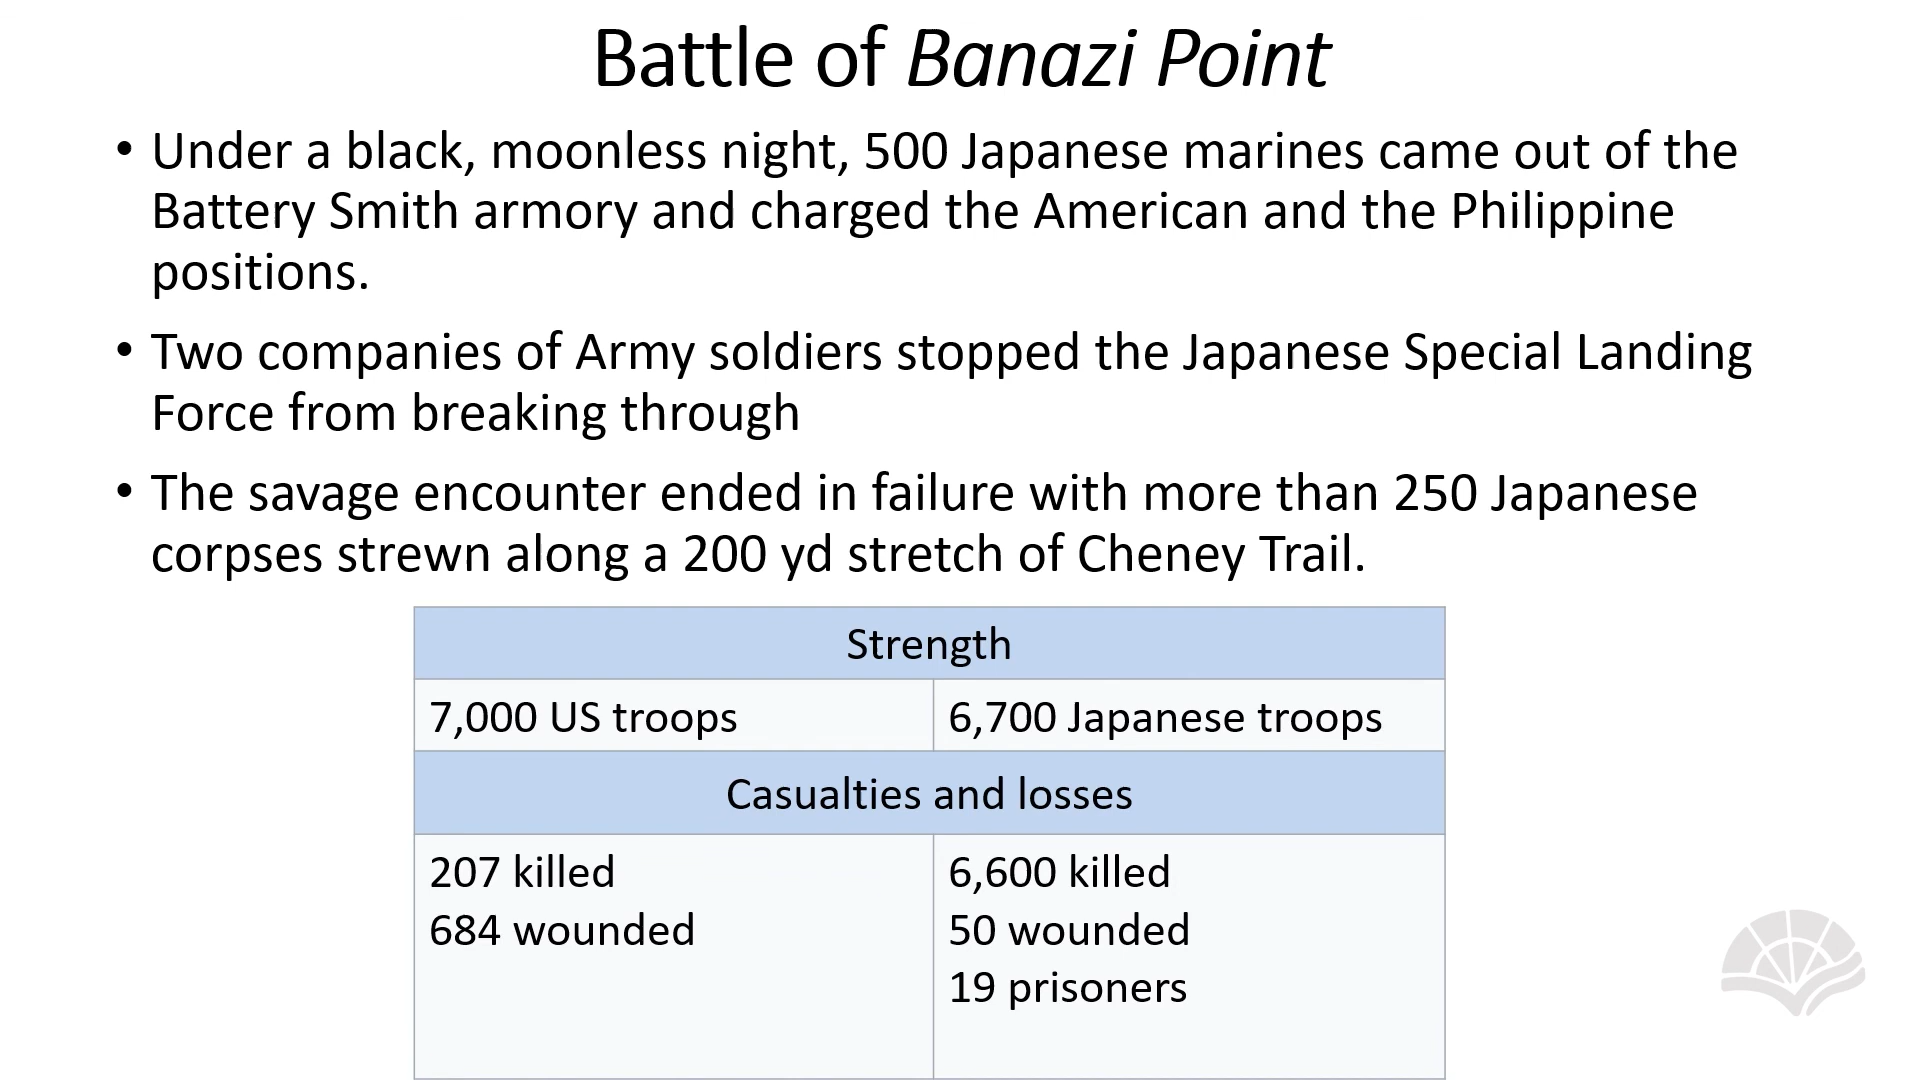 Battle of Banazi Point
• Under a black, moonless night, 500 Japanese marines came out of the
Battery Smith armory and charged the American and the Philippine
positions.
• Two companies of Army soldiers stopped the Japanese Special Landing
Force from breaking through
• The savage encounter ended in failure with more than 250 Japanese
corpses strewn along a 200 yd stretch of Cheney Trail.
Strength
7,000 US troops
6,700 Japanese troops
Casualties and losses
207 killed
684 wounded
6,600 killed
50 wounded
19 prisoners